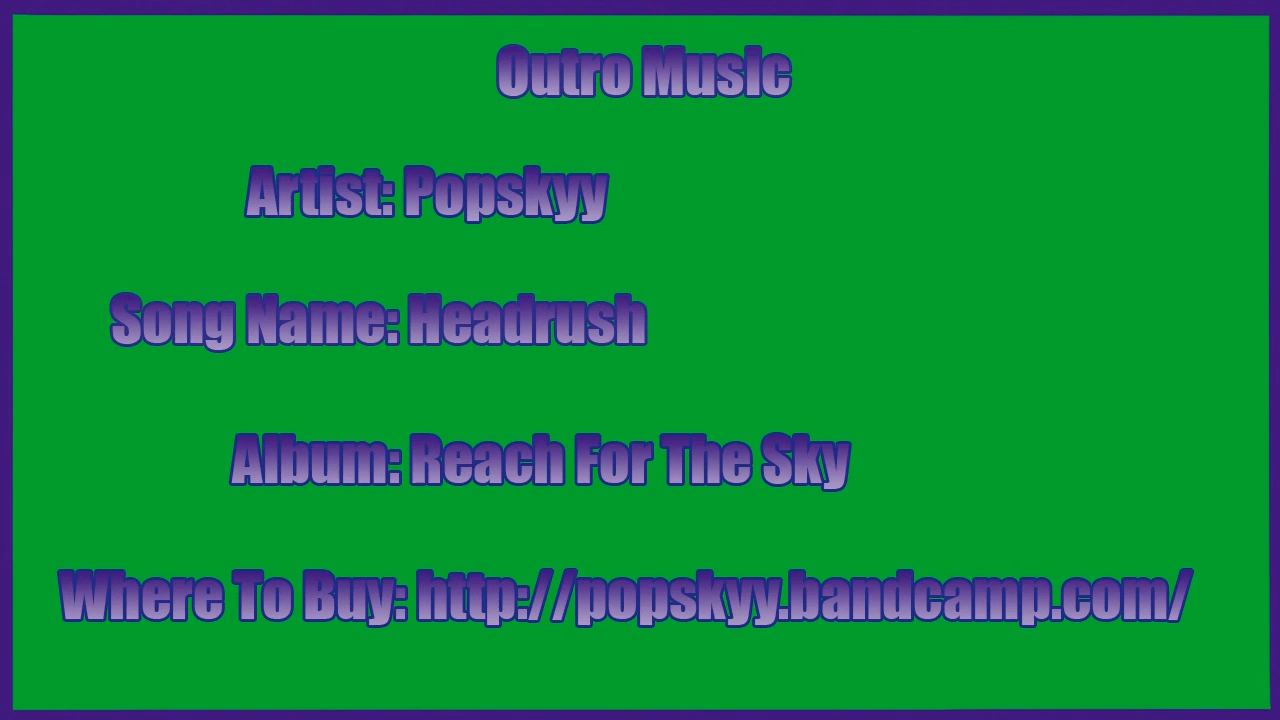 Outro Music
Artist: Popskyy
Song Name: Headrush
Album: Reach For The Sky
Where To Buy: http://popskyy.bandcamp.com/